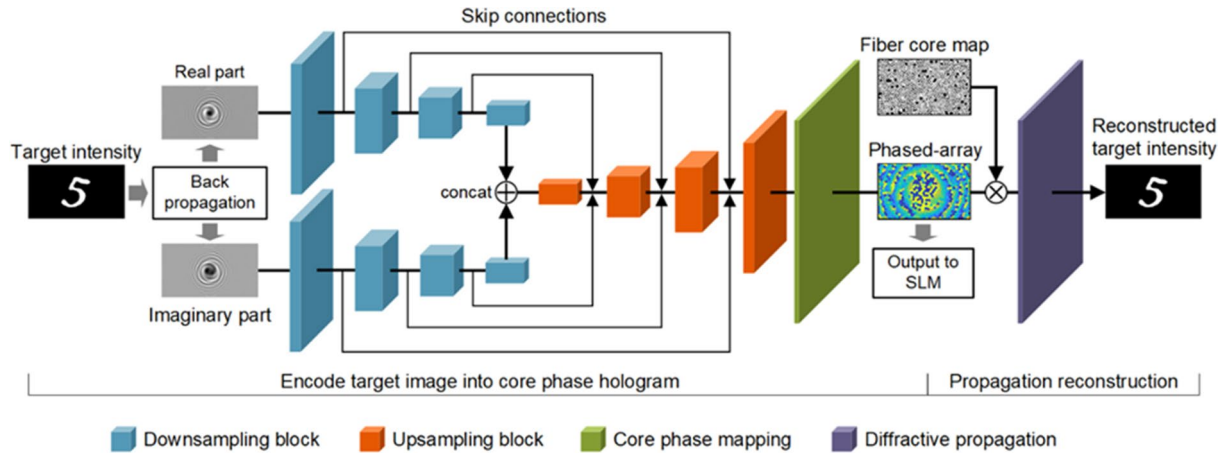 Skip connections
Fiber core map
Real part
Target intensity
5
Back
propagation
concat
Phased-array
Reconstructed
target intensity
5
Output to
SLM
Imaginary part
Encode target image into core phase hologram
Propagation reconstruction
Downsampling block
Upsampling block
Core phase mapping
Diffractive propagation